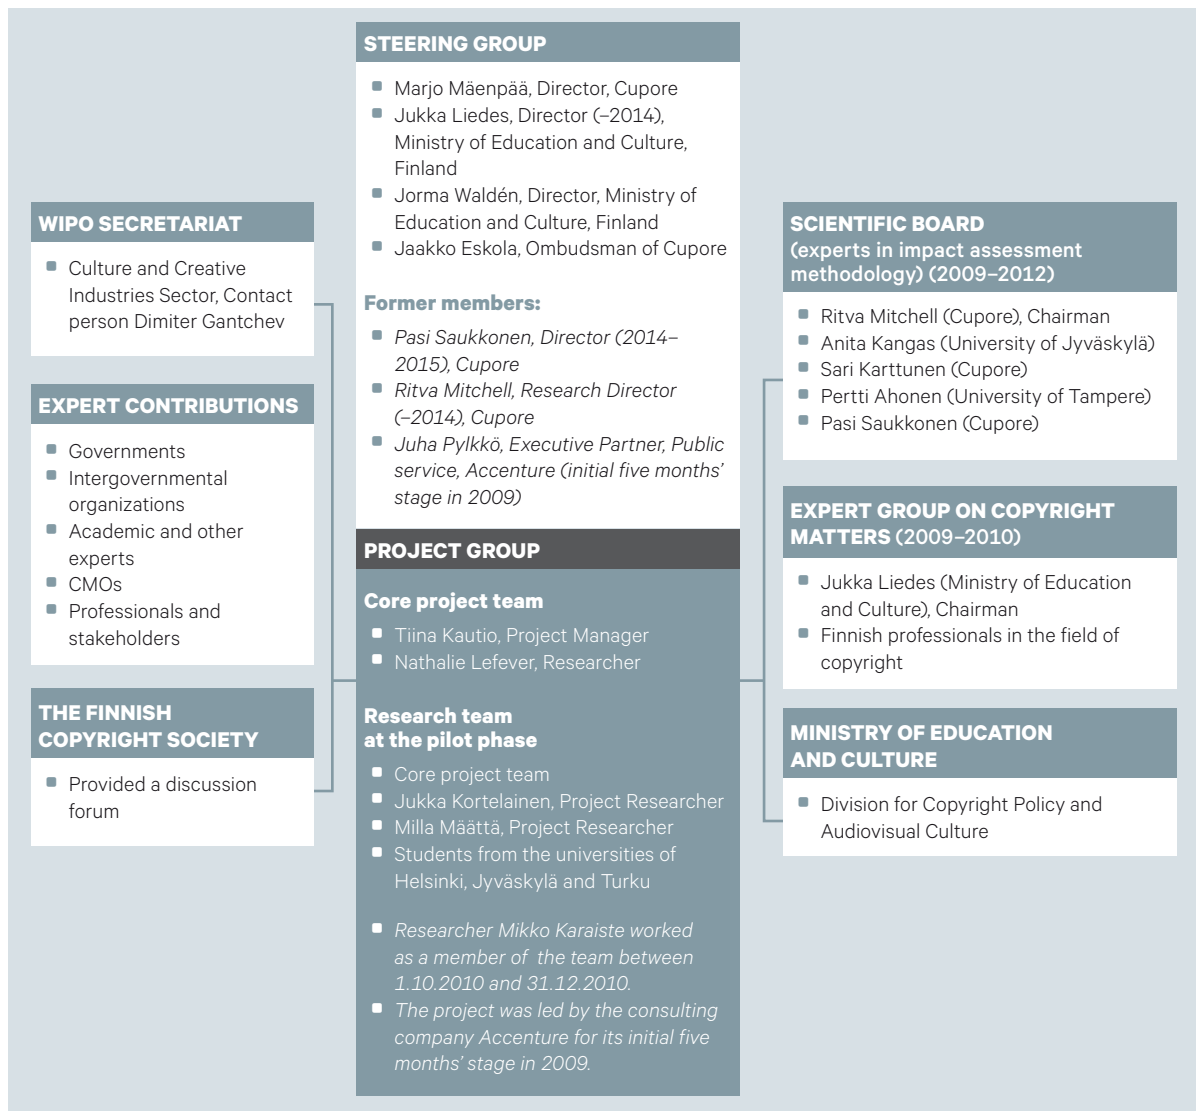 STEERING GROUP
Marjo Mäenpää, Director, Cupore
Jukka Liedes, Director (–2014),
Ministry of Education and Culture,
Finland
Jorma Waldén, Director, Ministry of
Education and Culture, Finland
Jaakko Eskola, Ombudsman of Cupore
Former members:
Pasi Saukkonen, Director (2014–
2015), Cupore
Ritva Mitchell, Research Director
(–2014), Cupore
Juha Pylkkö, Executive Partner, Public
service, Accenture (initial five months’
stage in 2009)
WIPO SECRETARIAT
Culture and Creative
Industries Sector, Contact
person Dimiter Gantchev
EXPERT CONTRIBUTIONS
Governments
Intergovernmental
organizations
Academic and other
experts
CMOs
Professionals and
stakeholders
THE FINNISH
COPYRIGHT SOCIETY
Provided a discussion
forum
PROJECT GROUP
Core project team
Tiina Kautio, Project Manager
Nathalie Lefever, Researcher
Research team
at the pilot phase
Core project team
Jukka Kortelainen, Project Researcher
Milla Määttä, Project Researcher
Students from the universities of
Helsinki, Jyväskylä and Turku
Researcher Mikko Karaiste worked
as a member of the team between
1.10.2010 and 31.12.2010.
The project was led by the consulting
company Accenture for its initial five
months’ stage in 2009.
SCIENTIFIC BOARD
(experts in impact assessment
methodology) (2009–2012)
Ritva Mitchell (Cupore), Chairman
Anita Kangas (University of Jyväskylä)
Sari Karttunen (Cupore)
Pertti Ahonen (University of Tampere)
Pasi Saukkonen (Cupore)
EXPERT GROUP ON COPYRIGHT
MATTERS (2009–2010)
Jukka Liedes (Ministry of Education
and Culture), Chairman
Finnish professionals in the field of
copyright
MINISTRY OF EDUCATION
AND CULTURE
Division for Copyright Policy and
Audiovisual Culture